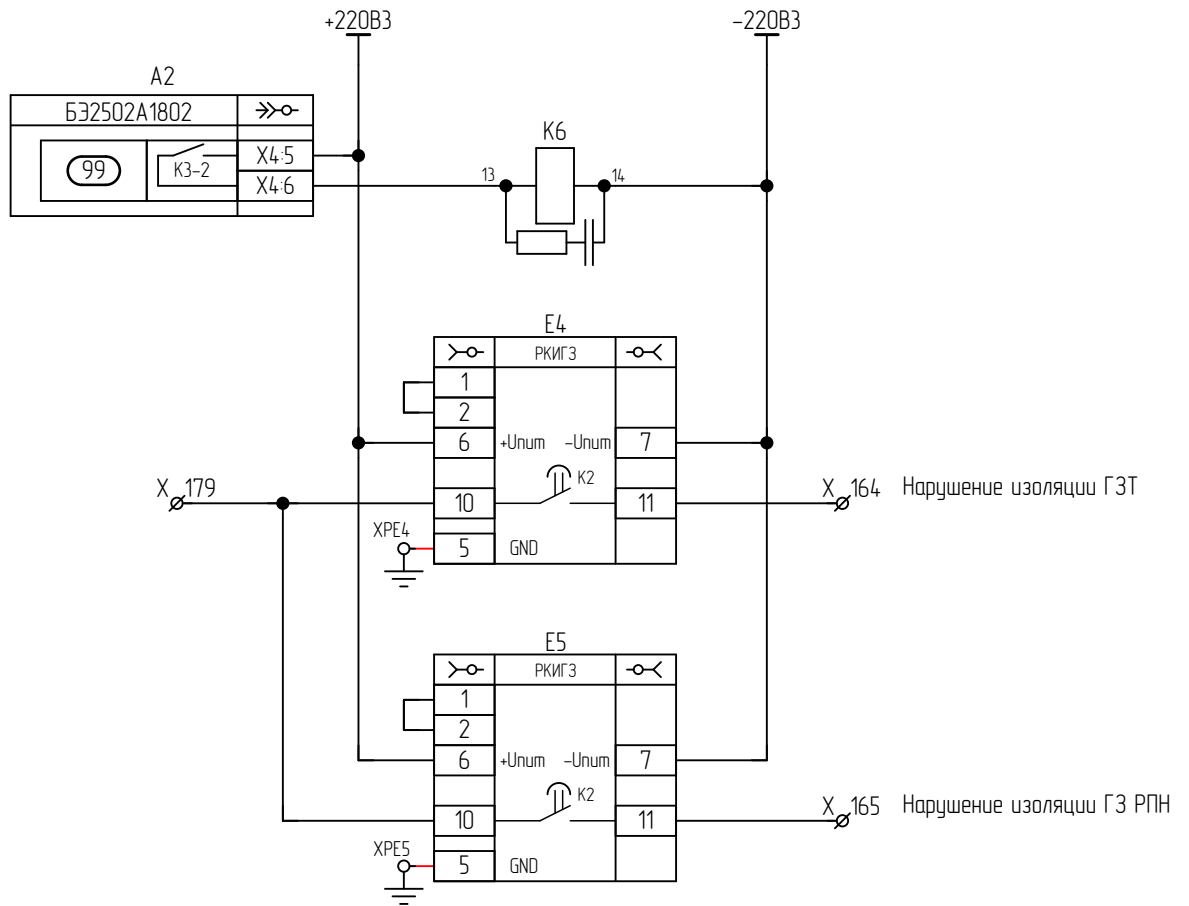 +220В3 -220В3
А2
БЭ2502А1802
99 К3-2 Х4:5
Х4:6
К6
13 14
Е4
РКИГЗ
1
2
6 +Uпит -Uпит 7
К2
Х 179 10 11 Х 164 Нарушение изоляции ГЗТ
ХРЕ4
5 GND
Е5
РКИГЗ
1
2
6 +Uпит -Uпит 7
К2
10 11 Х 165 Нарушение изоляции ГЗ РПН
ХРЕ5
5 GND